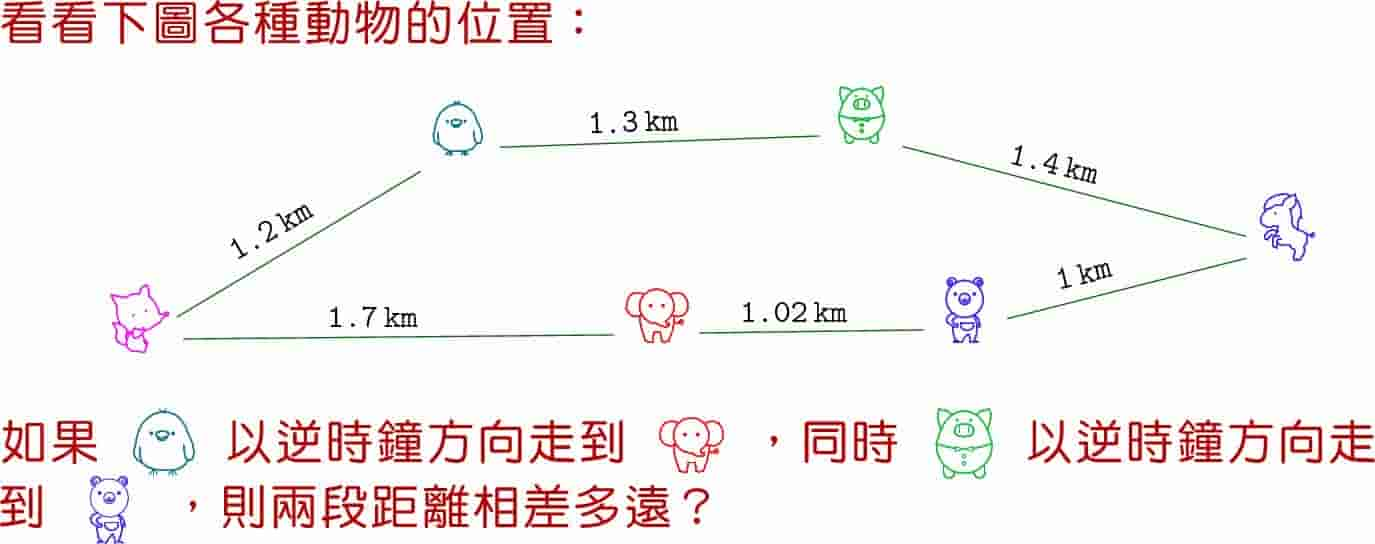 看看下圖各種動物的位置：
1.3 km
1.4 km
1.2 km
1 km
1.7 km
1.02 km
如果 以逆時鐘方向走到 ，同時 以逆時鐘方向走
到 ，則兩段距離相差多遠？